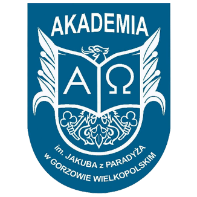 AKADEMIA
Α Ω
im. JAKUBA z PARADYŻA
w GORZOWIE WIELKOPOLSKIM